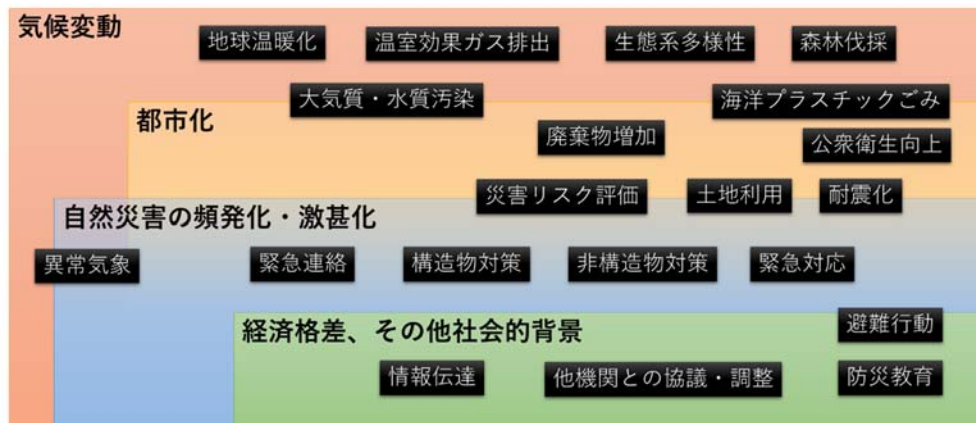 気候変動
地球温暖化
温室効果ガス排出
生態系多様性
森林伐採
大気質・水質汚染
海洋プラスチックごみ
都市化
廃棄物増加
公衆衛生向上
災害リスク評価
土地利用
耐震化
自然災害の頻発化・激甚化
異常気象
緊急連絡
構造物対策
非構造物対策
緊急対応
経済格差、その他社会的背景
避難行動
情報伝達
他機関との協議・調整
防災教育